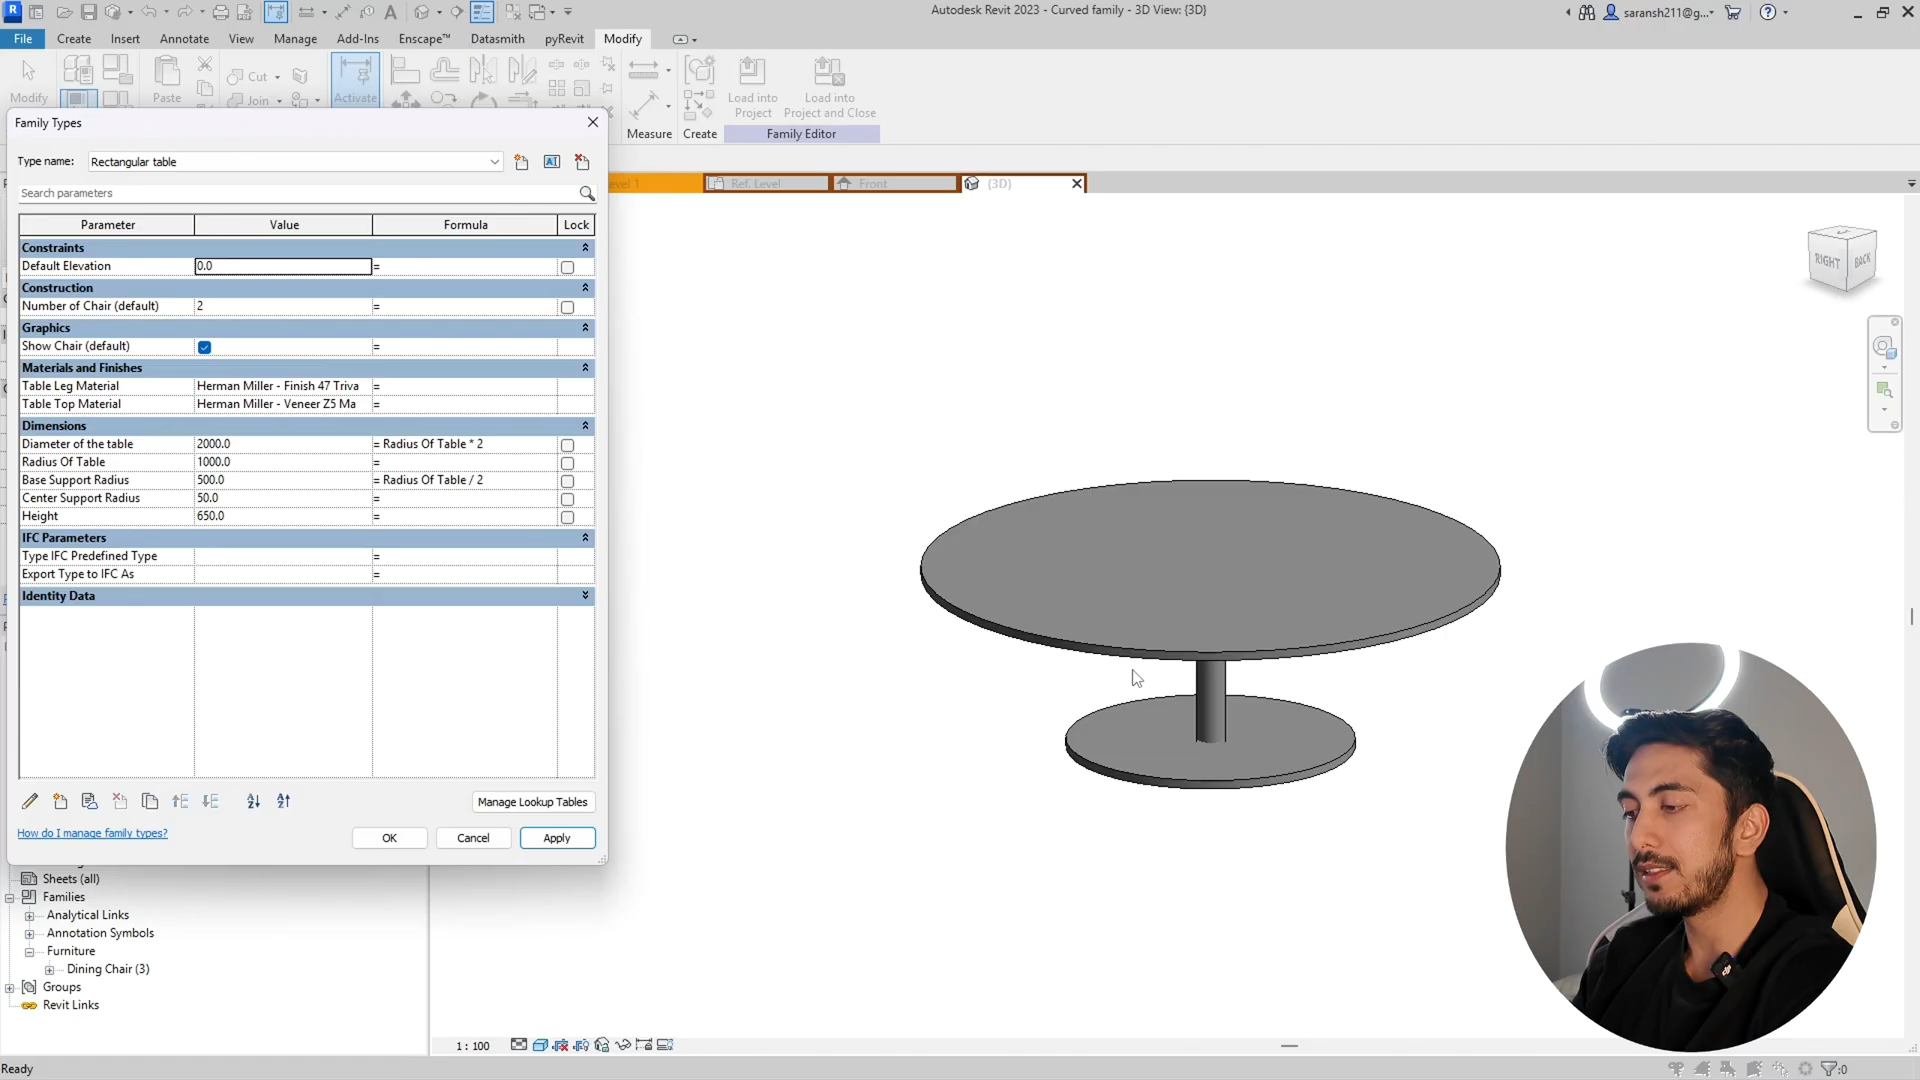 Autodesk Revit 2023 - Curved family - 3D View: {3D}
saransh211@g...
File Create Insert Annotate View Manage Add-Ins Enscape™ Datasmith pyRevit Modify
Modify
Paste
Cut
Join
Activate
Measure
Create
Load into Project
Load into Project and Close
Family Editor
Family Types
Type name: Rectangular table
Search parameters
Ref. Level
Front
{3D}
Parameter Value Formula Lock
Constraints
Default Elevation 0.0 =
Construction
Number of Chair (default) 2 =
Graphics
Show Chair (default) =
Materials and Finishes
Table Leg Material Herman Miller - Finish 47 Triva =
Table Top Material Herman Miller - Veneer Z5 Ma =
Dimensions
Diameter of the table 2000.0 = Radius Of Table * 2
Radius Of Table 1000.0 =
Base Support Radius 500.0 = Radius Of Table / 2
Center Support Radius 50.0 =
Height 650.0 =
IFC Parameters
Type IFC Predefined Type =
Export Type to IFC As =
Identity Data
RIGHT BACK
Manage Lookup Tables
How do I manage family types?
OK Cancel Apply
Sheets (all)
Families
Analytical Links
Annotation Symbols
Furniture
Dining Chair (3)
Groups
Revit Links
1 : 100
Ready
:0